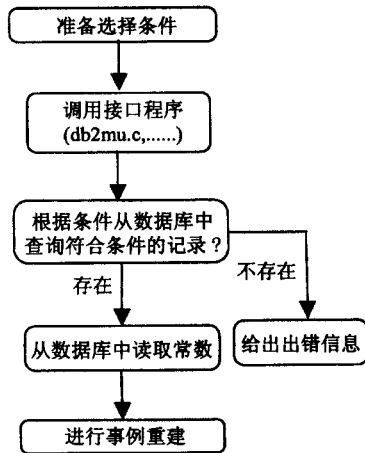 准备选择条件
调用接口程序
(db2mu.c,......)
根据条件从数据库中
查询符合条件的记录？
存在
不存在
从数据库中读取常数
给出出错信息
进行事例重建